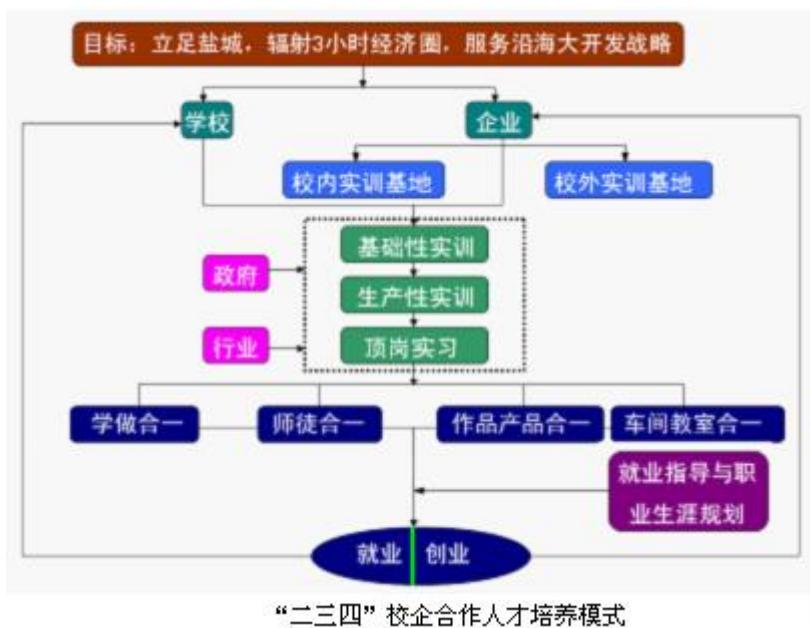 目标：立足盐城，辐射3小时经济圈，服务沿海大开发战略
学校
企业
校内实训基地
校外实训基地
基础性实训
政府
生产性实训
行业
顶岗实习
学做合一
师徒合一
作品产品合一
车间教室合一
就业指导与职
业生涯规划
就业
创业
“二三四”校企合作人才培养模式